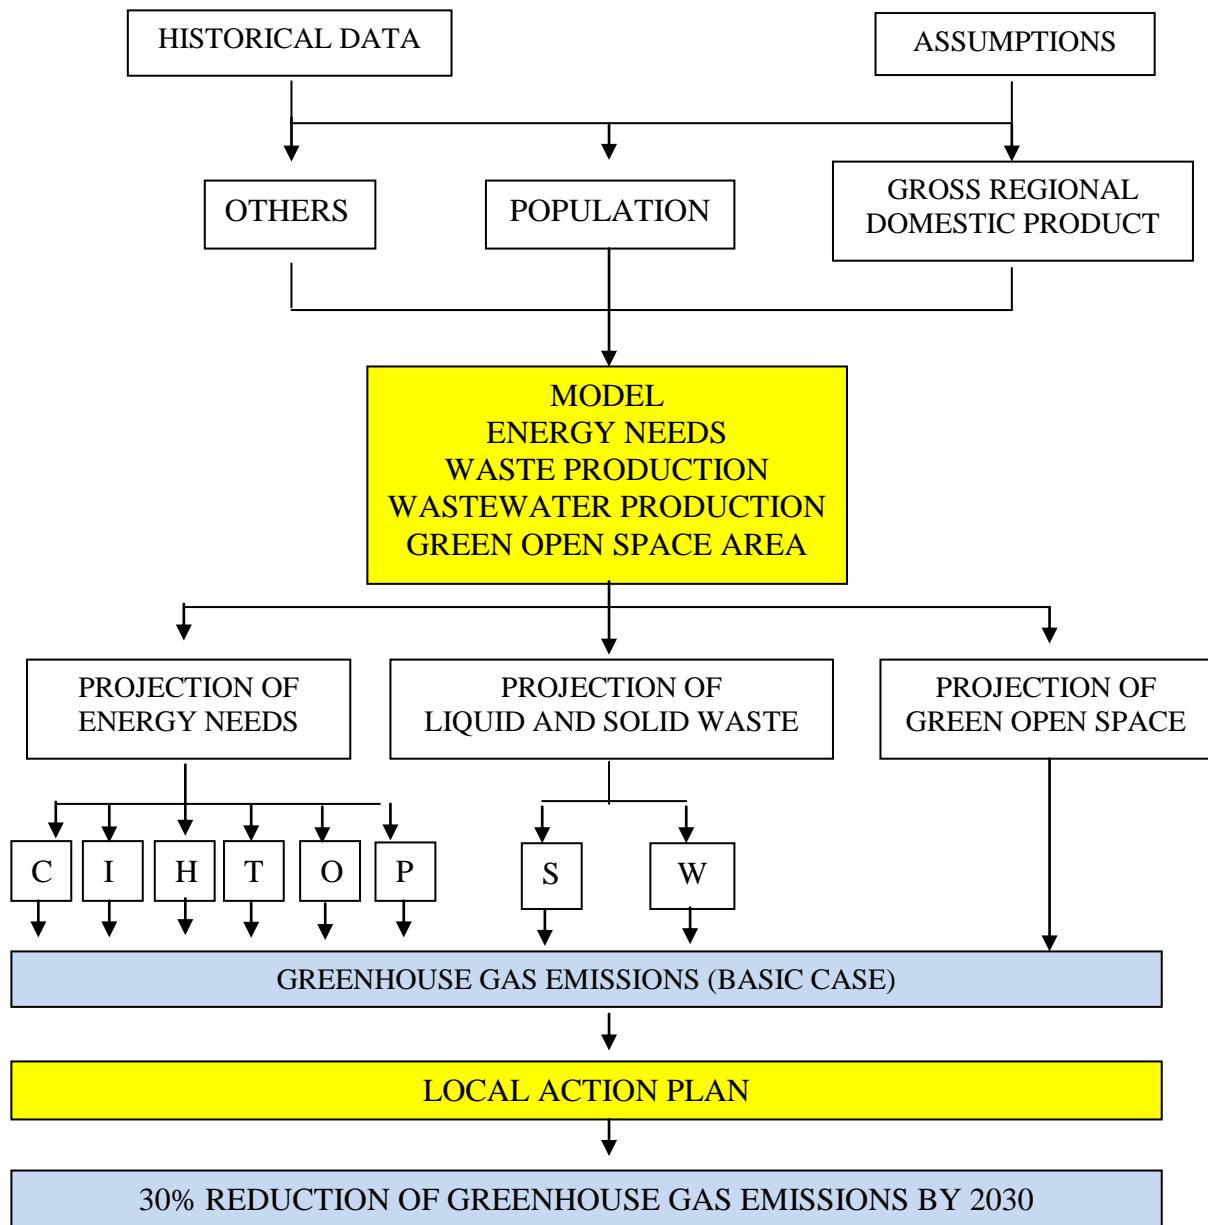 HISTORICAL DATA
ASSUMPTIONS
OTHERS
POPULATION
GROSS REGIONAL
DOMESTIC PRODUCT
MODEL
ENERGY NEEDS
WASTE PRODUCTION
WASTEWATER PRODUCTION
GREEN OPEN SPACE AREA
PROJECTION OF
ENERGY NEEDS
PROJECTION OF
LIQUID AND SOLID WASTE
PROJECTION OF
GREEN OPEN SPACE
C
I
H
T
O
P
S
W
GREENHOUSE GAS EMISSIONS (BASIC CASE)
LOCAL ACTION PLAN
30% REDUCTION OF GREENHOUSE GAS EMISSIONS BY 2030